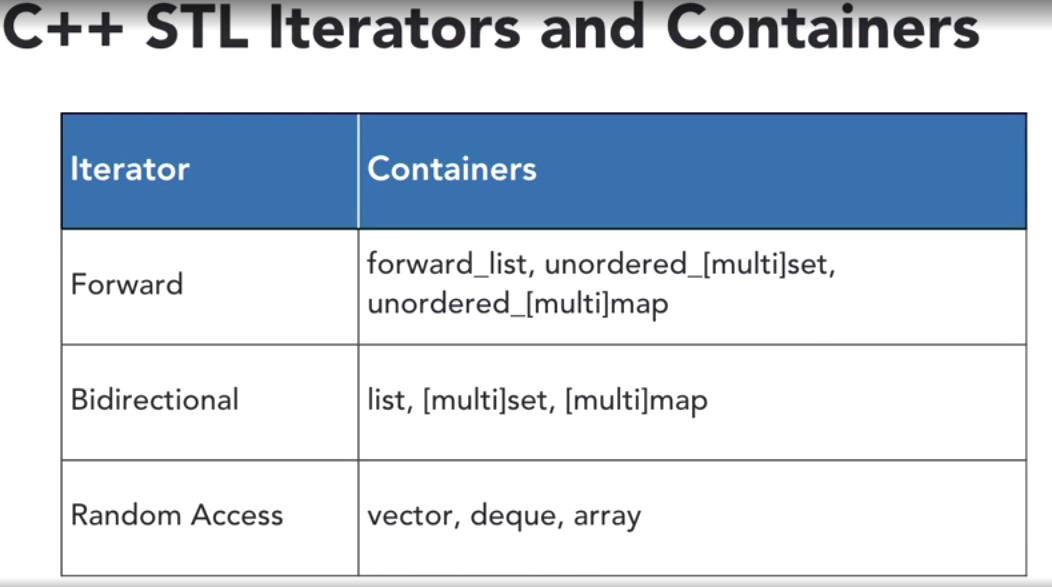 C++ STL Iterators and Containers
Iterator
Containers
Forward
forward_list, unordered_[multi]set,
unordered_[multi]map
Bidirectional
list, [multi]set, [multi]map
Random Access
vector, deque, array